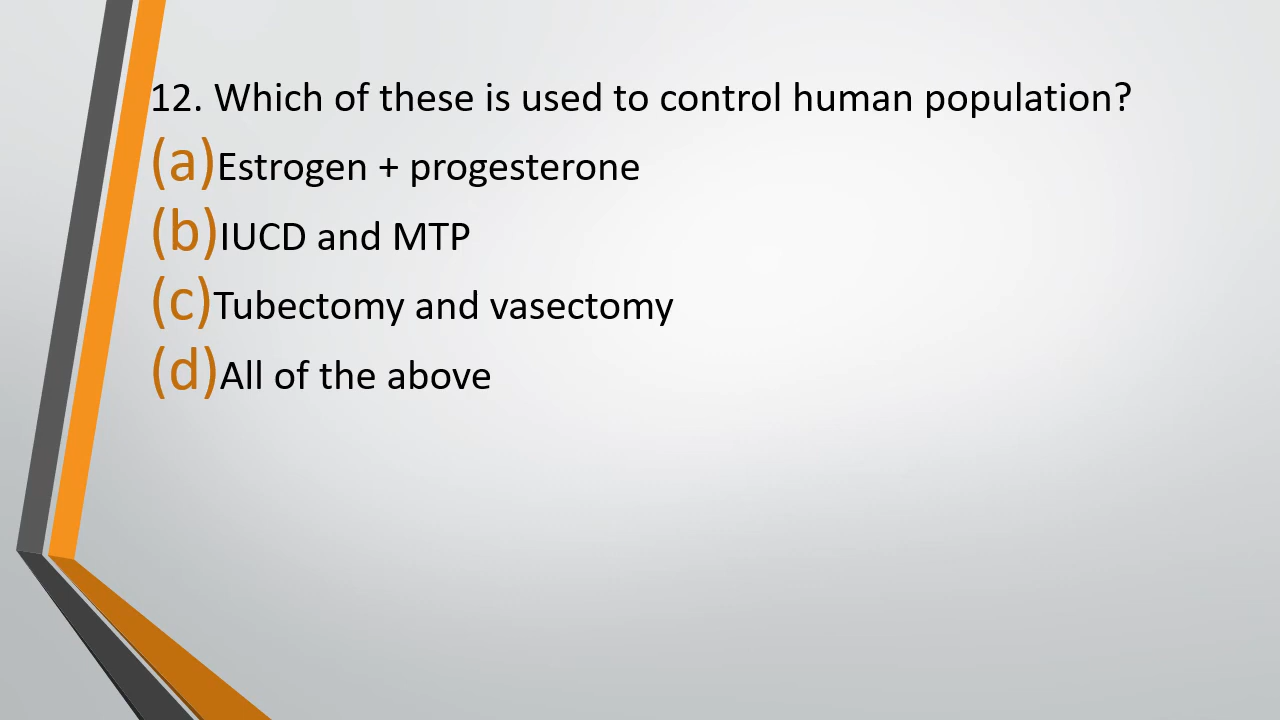 12. Which of these is used to control human population?
(a)Estrogen + progesterone
(b)IUCD and MTP
(c)Tubectomy and vasectomy
(d)All of the above